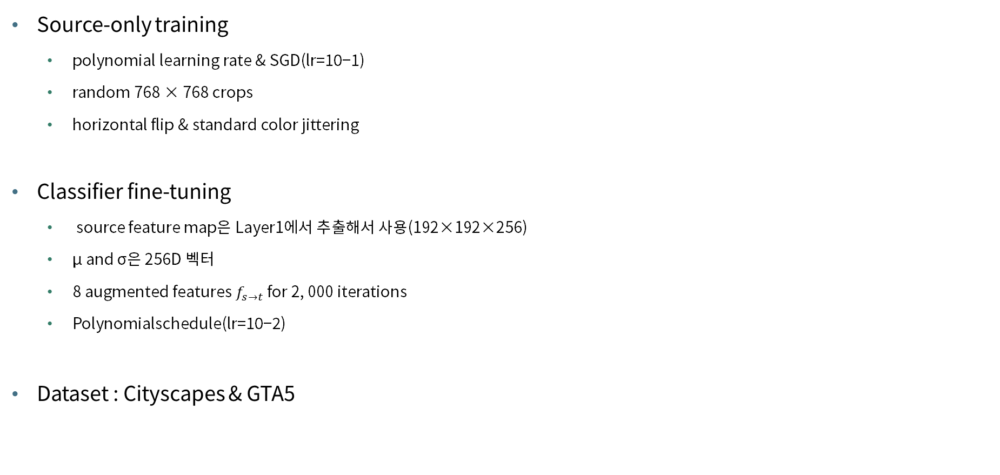 • Source-only training
• polynomial learning rate & SGD(lr=10−1)
• random 768 × 768 crops
• horizontal flip & standard color jittering
• Classifier fine-tuning
• source feature map은 Layer1에서 추출해서 사용(192×192×256)
• μ and σ은 256D 벡터
• 8 augmented features f_{s→t} for 2, 000 iterations
• Polynomialschedule(lr=10−2)
• Dataset : Cityscapes & GTA5